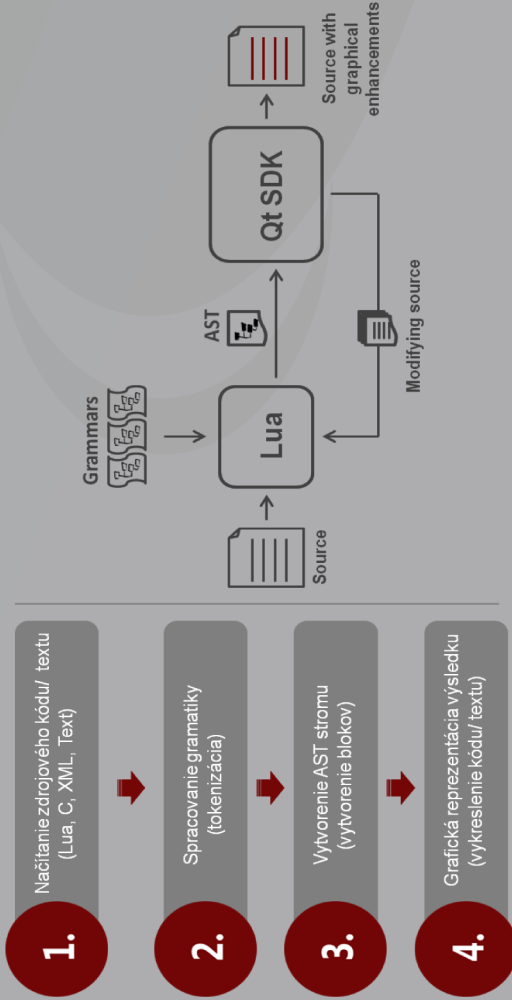 1.
Načítanie zdrojového kódu/ textu
(Lua, C, XML, Text)
2.
Spracovanie gramatiky
(tokenizácia)
3.
Vytvorenie AST stromu
(vytvorenie blokov)
4.
Grafická reprezentácia výsledku
(vykreslenie kódu/ textu)
Grammars
Source
Lua
AST
Qt SDK
Modifying source
Source with
graphical
enhancements